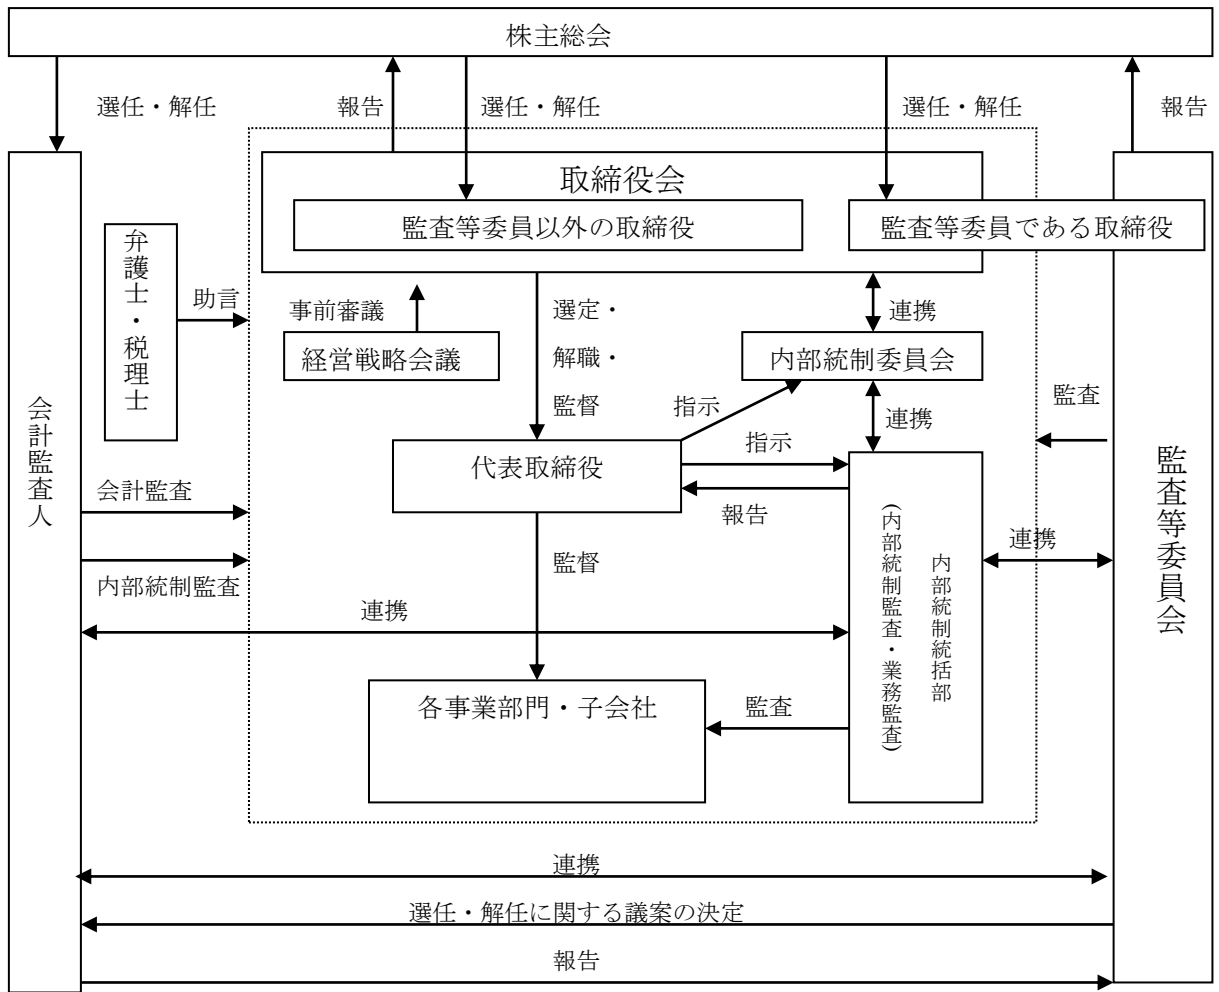 株主総会
選任・解任
報告
選任・解任
選任・解任
報告
取締役会
監査等委員以外の取締役
監査等委員である取締役
弁護士・税理士
助言
事前審議
選定・
解職・
監督
連携
経営戦略会議
内部統制委員会
指示
連携
監査
会計監査人
代表取締役
指示
報告
会計監査
内部統制監査
監督
連携
内部統制統括部
(内部統制監査・業務監査)
連携
監査等委員会
各事業部門・子会社
監査
連携
選任・解任に関する議案の決定
報告